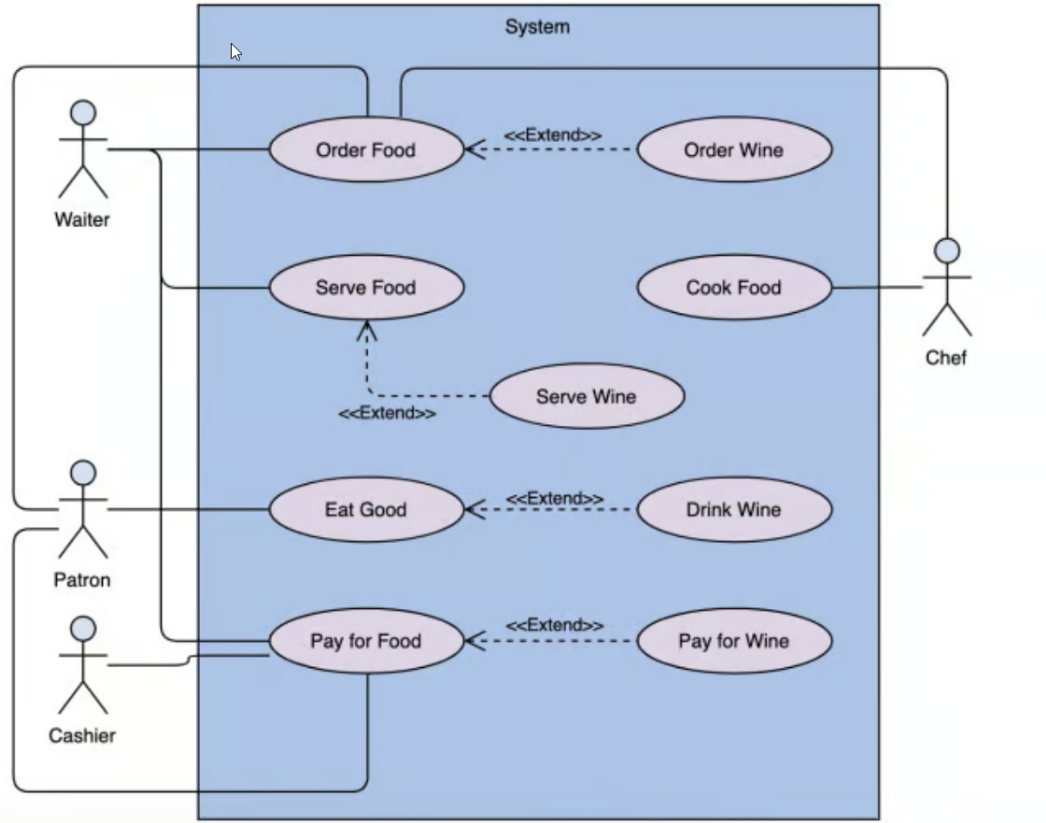 System
Order Food
<<Extend>>
Order Wine
Waiter
Serve Food
Cook Food
Chef
<<Extend>>
Serve Wine
Eat Good
<<Extend>>
Drink Wine
Patron
Pay for Food
<<Extend>>
Pay for Wine
Cashier